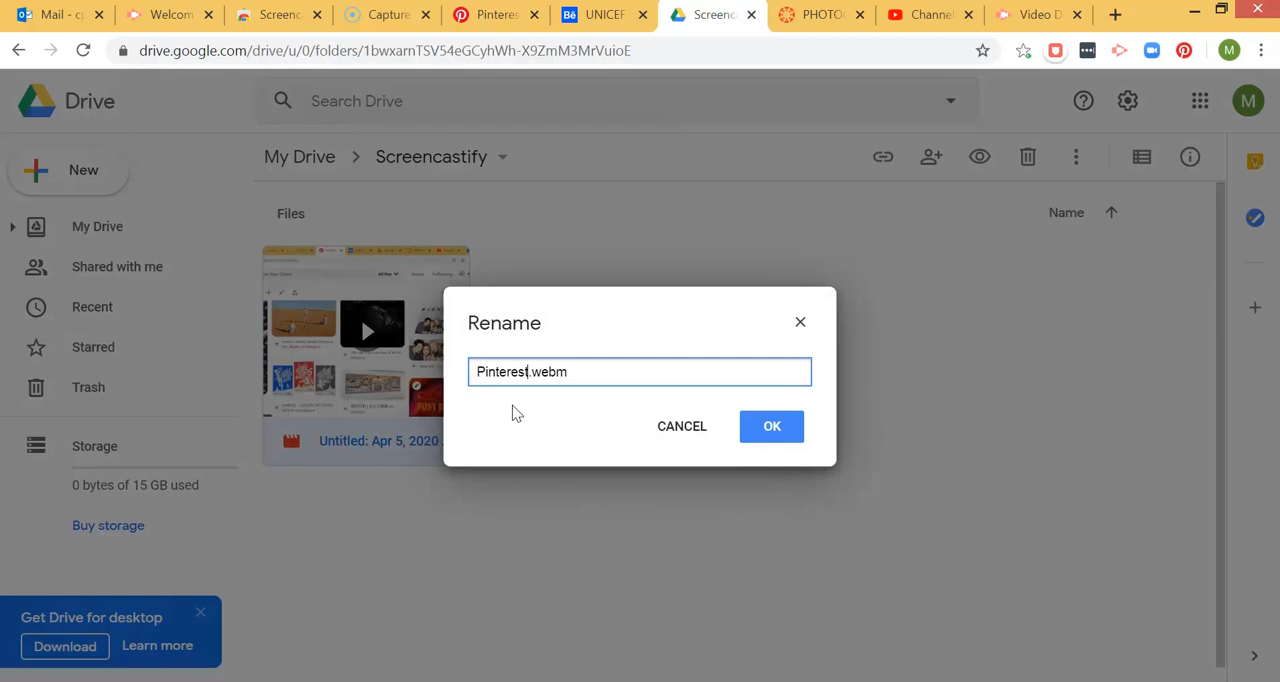 Mail - cp
Welcom
Screenc
Capture
Pinteres
UNICEF
Screenc
PHOTOC
Channel
Video D
drive.google.com/drive/u/0/folders/1bwxarnTSV54eGCyhWh-X9ZmM3MrVuioE
M
Drive
Search Drive
M
New
My Drive
Screencastify
My Drive
Files
Name
Shared with me
Recent
Rename
Starred
Pinterest.webm
Trash
CANCEL
OK
Untitled: Apr 5, 2020
Storage
0 bytes of 15 GB used
Buy storage
Get Drive for desktop
Download
Learn more